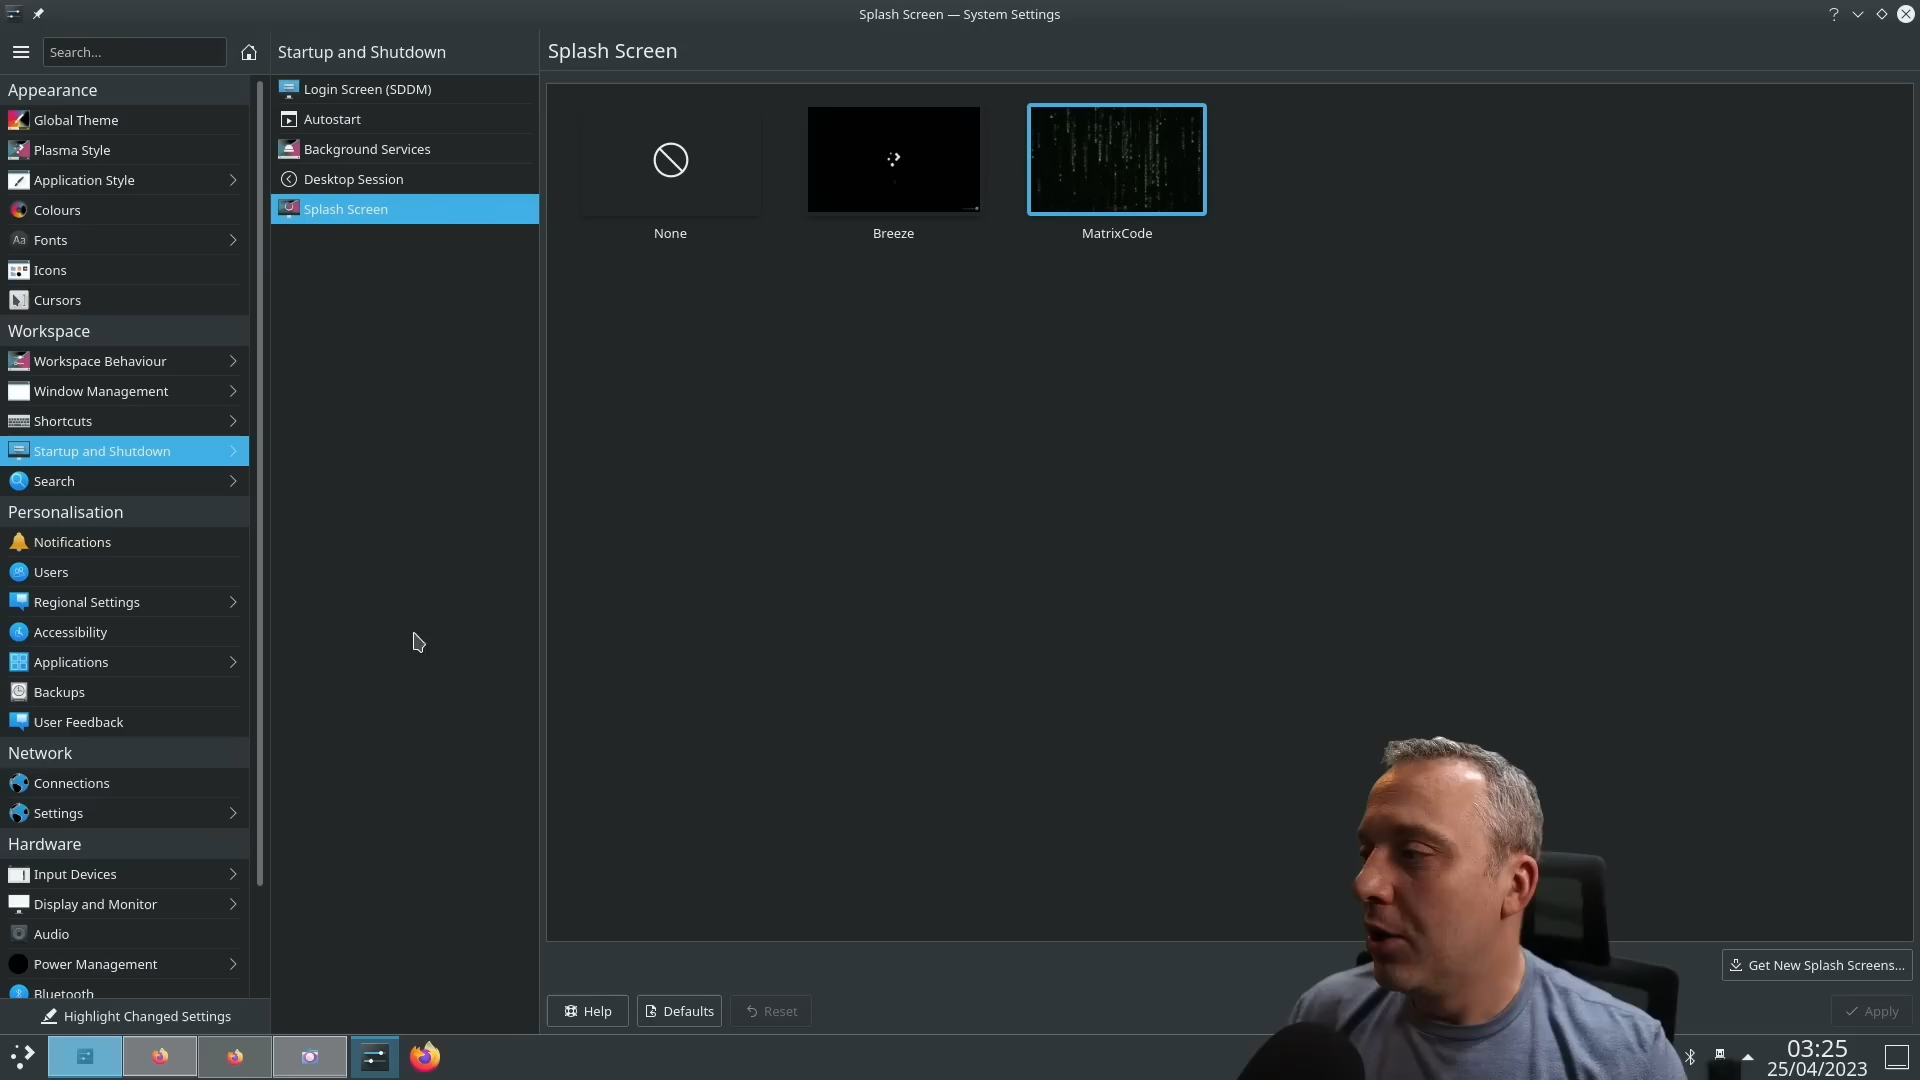 Splash Screen — System Settings
Search...
Startup and Shutdown
Splash Screen
Appearance
Global Theme
Plasma Style
Application Style
Colours
Fonts
Icons
Cursors
Workspace
Workspace Behaviour
Window Management
Shortcuts
Startup and Shutdown
Search
Personalisation
Notifications
Users
Regional Settings
Accessibility
Applications
Backups
User Feedback
Network
Connections
Settings
Hardware
Input Devices
Display and Monitor
Audio
Power Management
Bluetooth
Highlight Changed Settings
Login Screen (SDDM)
Autostart
Background Services
Desktop Session
Splash Screen
None
Breeze
MatrixCode
Get New Splash Screens...
Help
Defaults
Reset
Apply
03:25
25/04/2023